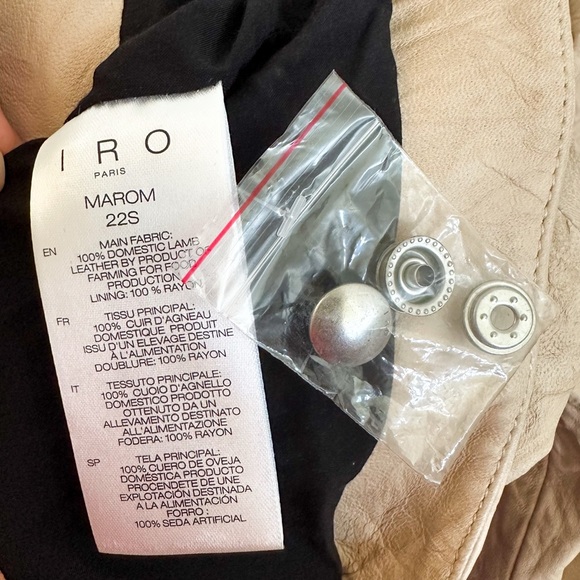 IRO
PARIS
MAROM
22S
EN
MAIN FABRIC:
100% DOMESTIC LAMB
LEATHER BY PRODUCT OF
FARMING FOR FOOD
PRODUCTION
LINING: 100 % RAYON
FR
TISSU PRINCIPAL:
100% CUIR D'AGNEAU
DOMESTIQUE PRODUIT
ISSU D'UN ELEVAGE DESTINE
À L'ALIMENTATION
DOUBLURE: 100% RAYON
IT
TESSUTO PRINCIPALE:
100% CUOJO D'AGNELLO
DOMESTICO PRODOTTO
OTTENUTO DA UN
ALLEVAMENTO DESTINATO
ALL'ALIMENTAZIONE
FODERA: 100% RAYON
SP
TELA PRINCIPAL:
100% CUERO DE OVEJA
DOMÉSTICA PRODUCTO
PROCENDETE DE UNE
EXPLOTACIÓN DESTINADA
A LA ALIMENTACIÓN
FORRO :
100% SEDA ARTIFICIAL